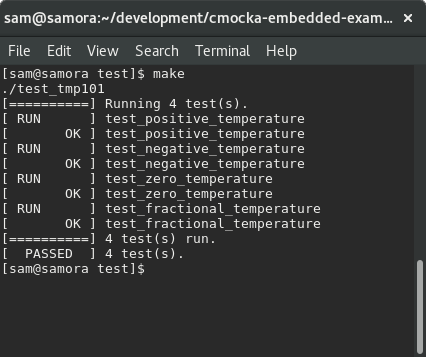 sam@samora:~/development/cmocka-embedded-exam... ×
File Edit View Search Terminal Help
[sam@samora test]$ make
./test_tmp101
[==========] Running 4 test(s).
[ RUN      ] test_positive_temperature
[       OK ] test_positive_temperature
[ RUN      ] test_negative_temperature
[       OK ] test_negative_temperature
[ RUN      ] test_zero_temperature
[       OK ] test_zero_temperature
[ RUN      ] test_fractional_temperature
[       OK ] test_fractional_temperature
[==========] 4 test(s) run.
[  PASSED  ] 4 test(s).
[sam@samora test]$